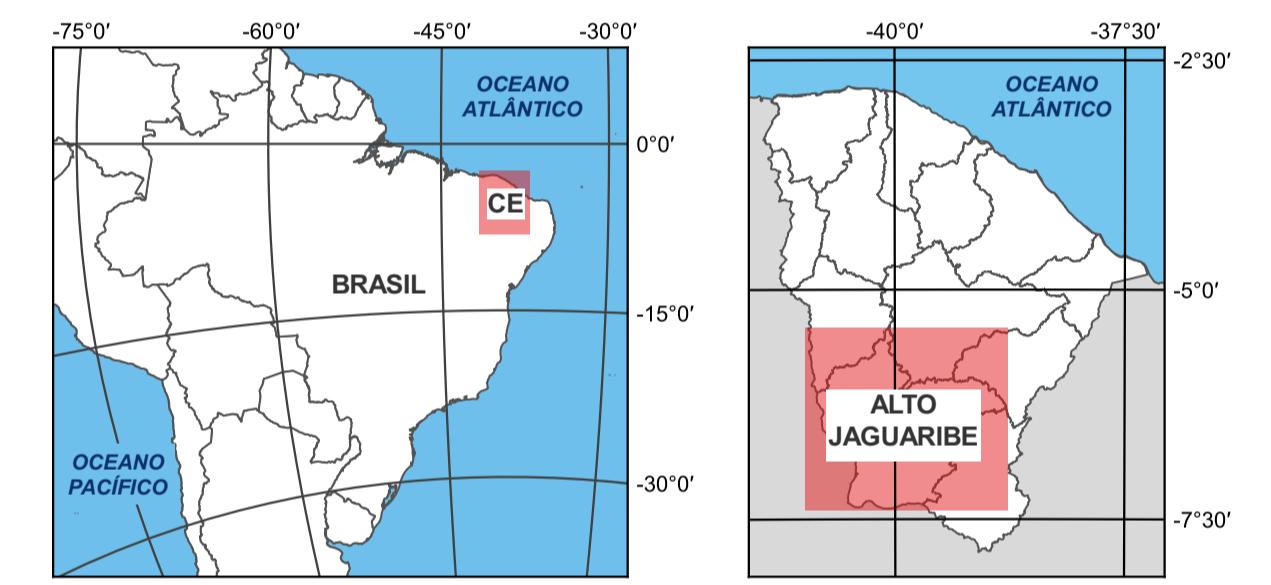 -75°0′ -60°0′ -45°0′ -30°0′
OCEANO
ATLÂNTICO
0°0′
CE
BRASIL
-15°0′
OCEANO
PACÍFICO
-30°0′
-40°0′ -37°30′
-2°30′
OCEANO
ATLÂNTICO
-5°0′
ALTO
JAGUARIBE
-7°30′